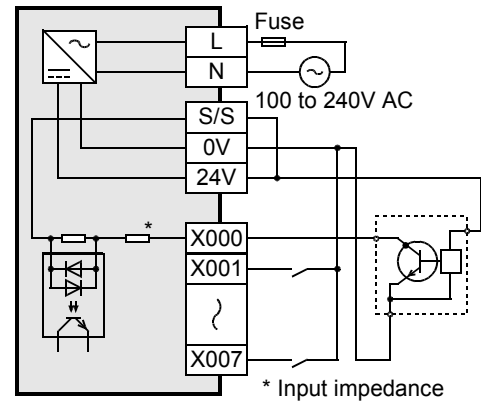 L
Fuse
N
100 to 240V AC
S/S
0V
24V
*
X000
X001
X007
* Input impedance